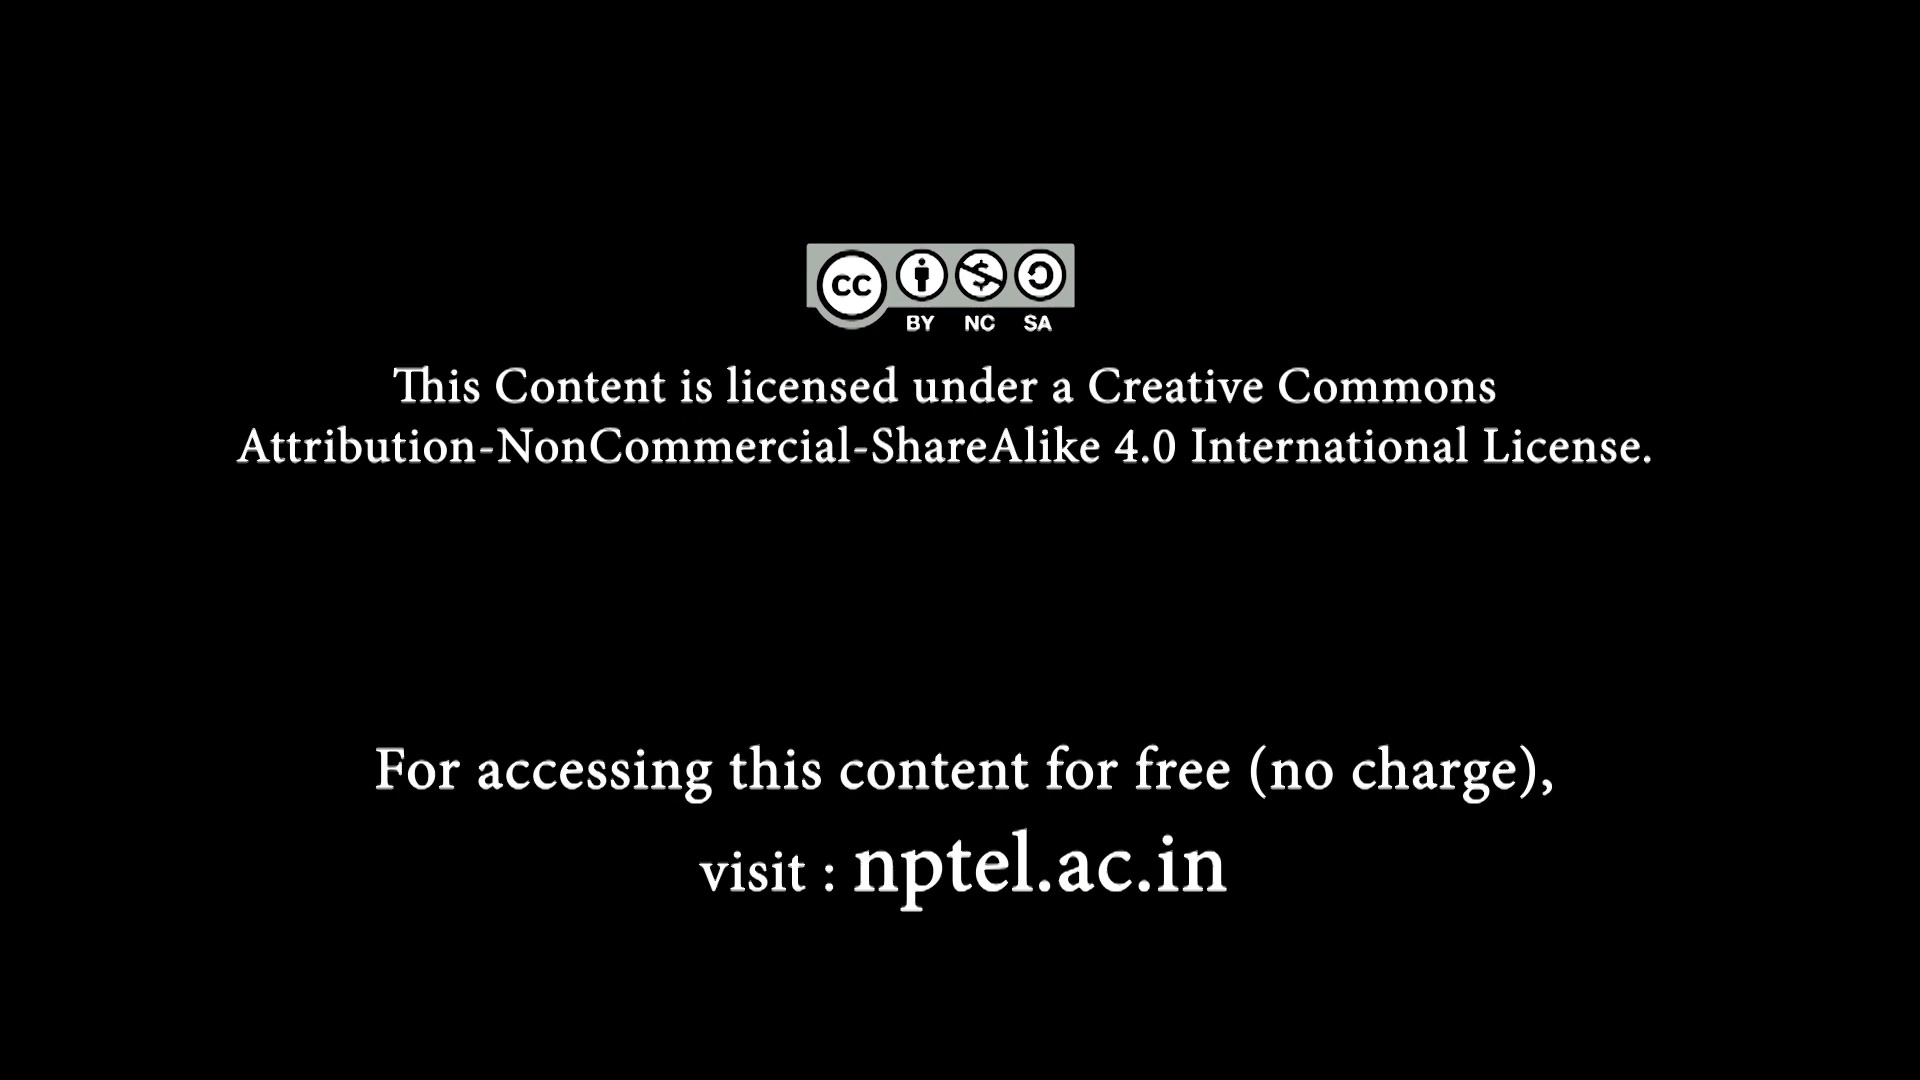 cc
BY NC SA
This Content is licensed under a Creative Commons
Attribution-NonCommercial-ShareAlike 4.0 International License.
For accessing this content for free (no charge),
visit : nptel.ac.in